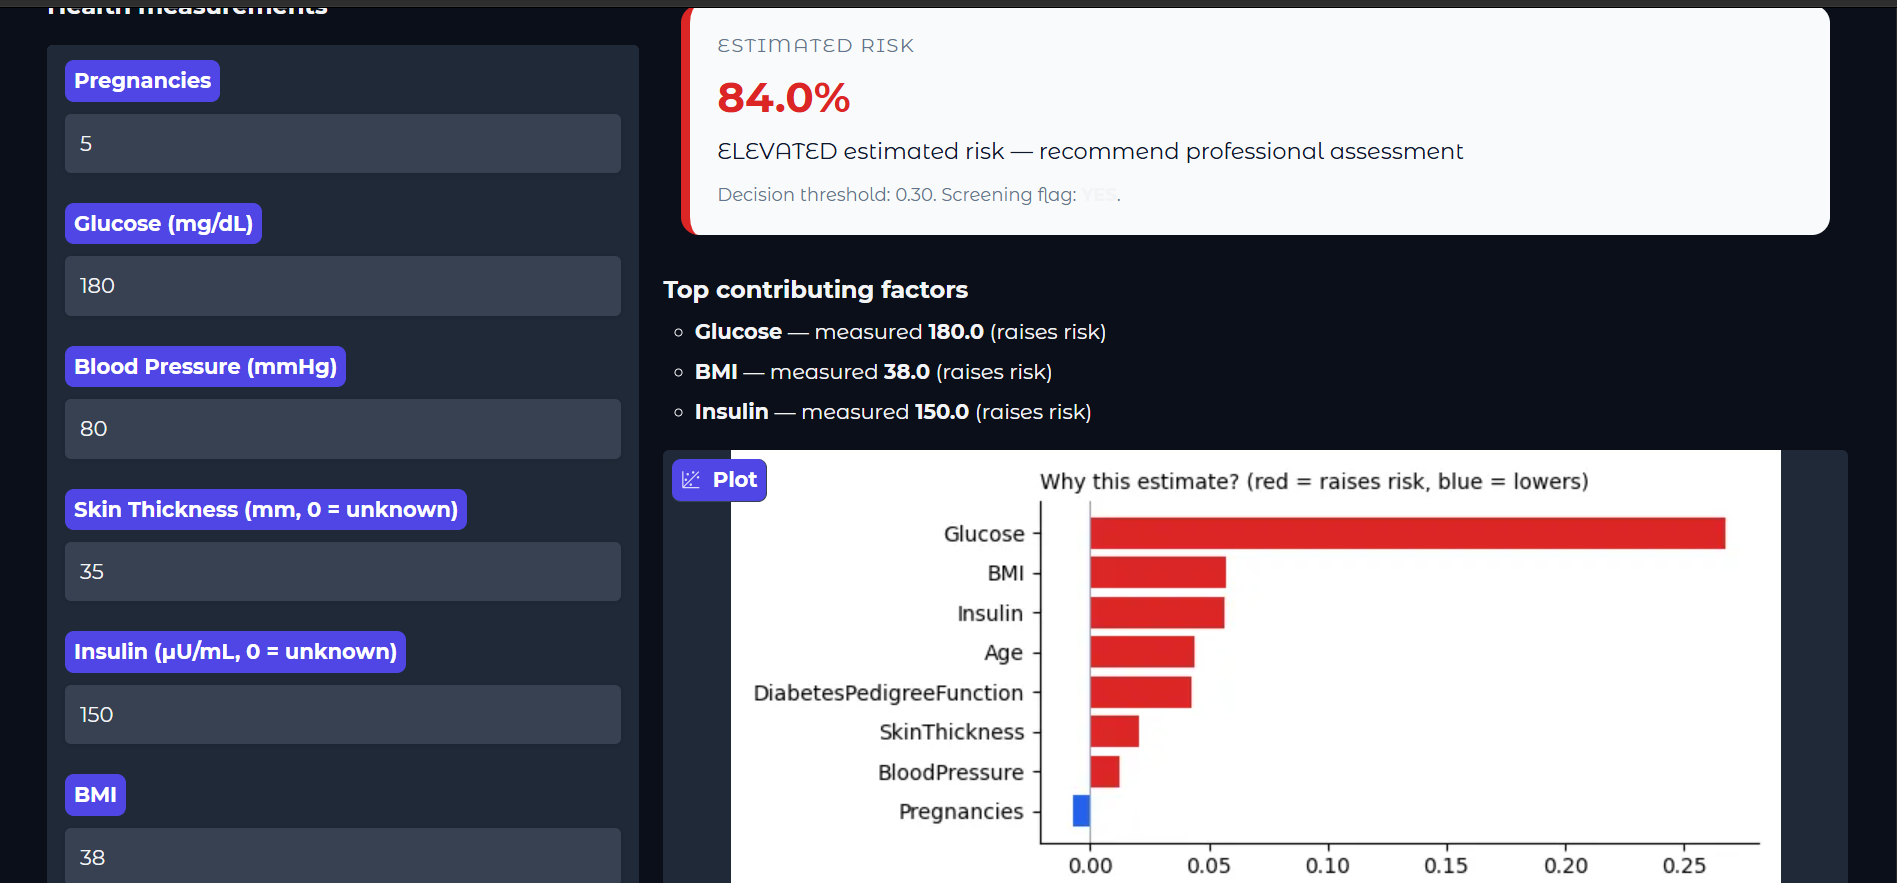 Health measurements
Pregnancies
5
Glucose (mg/dL)
180
Blood Pressure (mmHg)
80
Skin Thickness (mm, 0 = unknown)
35
Insulin (µU/mL, 0 = unknown)
150
BMI
38
ESTIMATED RISK
84.0%
ELEVATED estimated risk — recommend professional assessment
Decision threshold: 0.30. Screening flag: YES.
Top contributing factors
Glucose — measured 180.0 (raises risk)
BMI — measured 38.0 (raises risk)
Insulin — measured 150.0 (raises risk)
Plot
Why this estimate? (red = raises risk, blue = lowers)
Glucose
BMI
Insulin
Age
DiabetesPedigreeFunction
SkinThickness
BloodPressure
Pregnancies
0.00 0.05 0.10 0.15 0.20 0.25